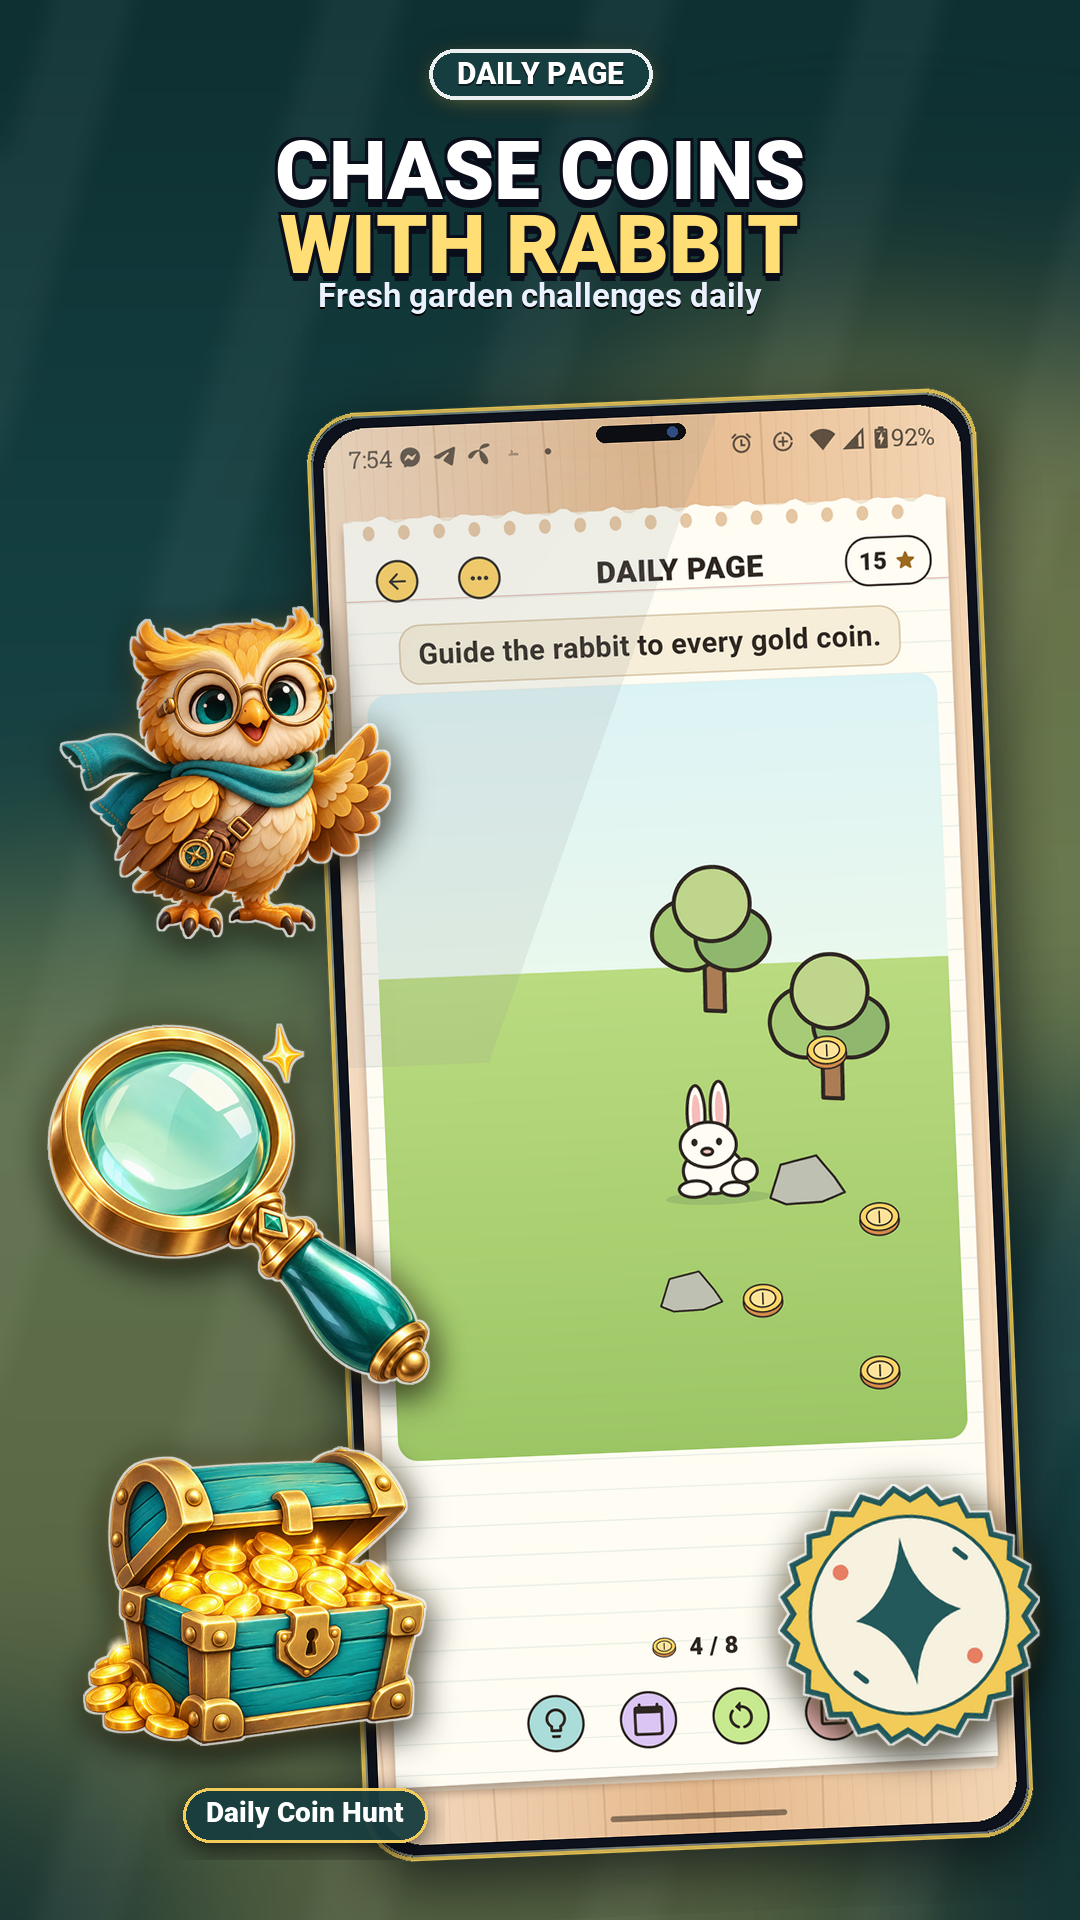 DAILY PAGE
CHASE COINS
WITH RABBIT
Fresh garden challenges daily
7:54
92%
DAILY PAGE
15
Guide the rabbit to every gold coin.
4 / 8
Daily Coin Hunt